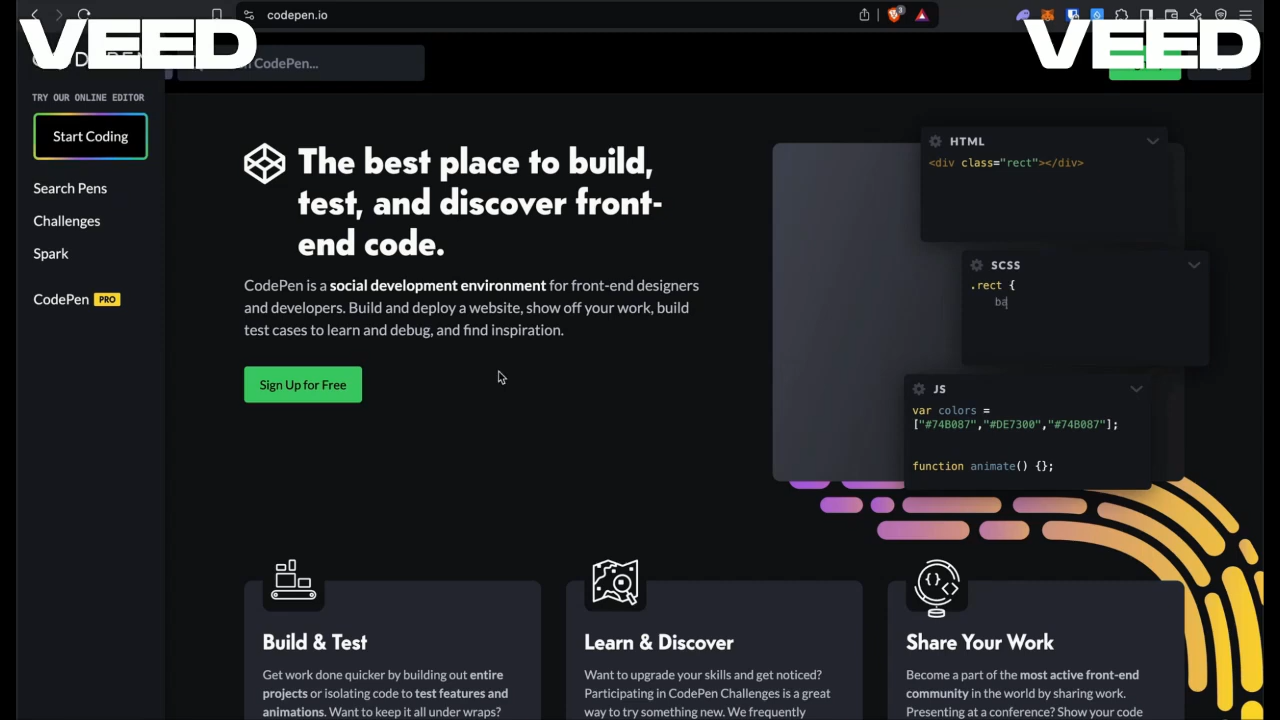 codepen.io
3
VEED
VEED
CodePen...
TRY OUR ONLINE EDITOR
Start Coding
Search Pens
Challenges
Spark
CodePen PRO
The best place to build,
test, and discover front-
end code.
CodePen is a social development environment for front-end designers
and developers. Build and deploy a website, show off your work, build
test cases to learn and debug, and find inspiration.
Sign Up for Free
HTML
<div class="rect"></div>
SCSS
.rect {
ba
JS
var colors =
["#74B087","#DE7300","#74B087"];
function animate() {};
Build & Test
Get work done quicker by building out entire
projects or isolating code to test features and
animations. Want to keep it all under wraps?
Learn & Discover
Want to upgrade your skills and get noticed?
Participating in CodePen Challenges is a great
way to try something new. We frequently
Share Your Work
Become a part of the most active front-end
community in the world by sharing work.
Presenting at a conference? Show your code